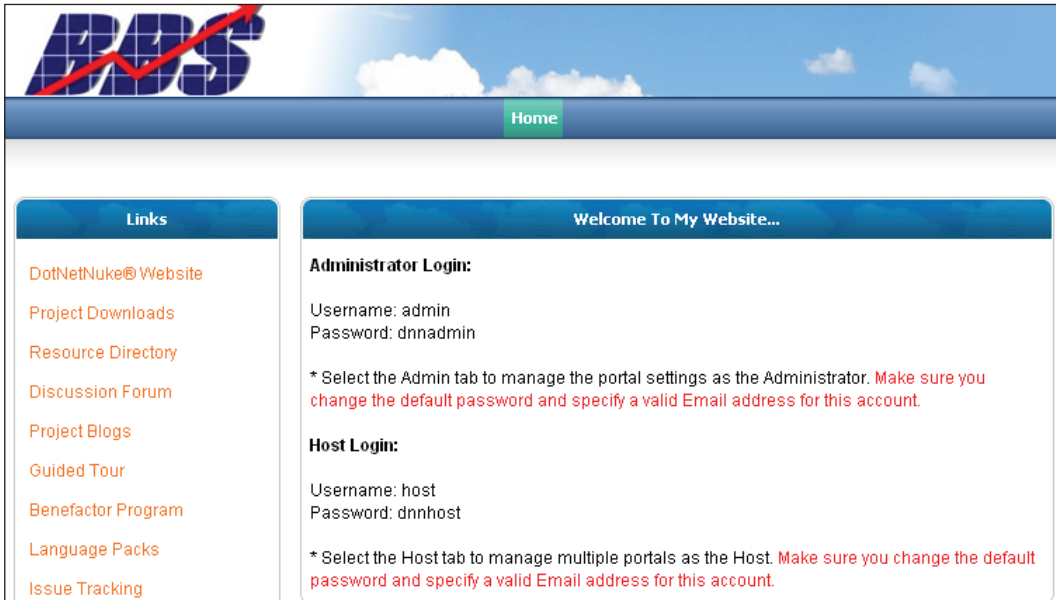 BBS
Home
Links
DotNetNuke® Website
Project Downloads
Resource Directory
Discussion Forum
Project Blogs
Guided Tour
Benefactor Program
Language Packs
Issue Tracking
Welcome To My Website...
Administrator Login:
Username: admin
Password: dnnadmin
* Select the Admin tab to manage the portal settings as the Administrator. Make sure you
change the default password and specify a valid Email address for this account.
Host Login:
Username: host
Password: dnnhost
* Select the Host tab to manage multiple portals as the Host. Make sure you change the default
password and specify a valid Email address for this account.